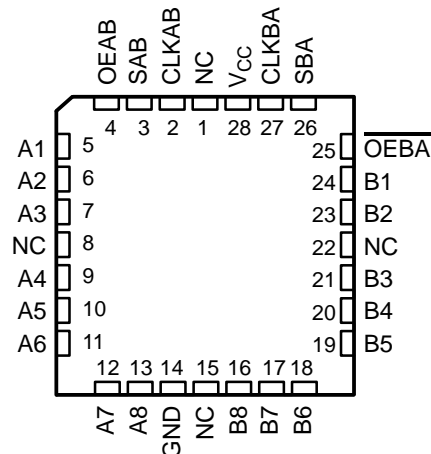 OEAB SAB CLKAB NC VCC CLKBA SBA
4 3 2 1 28 27 26
A1 5 25 OEBA
A2 6 24 B1
A3 7 23 B2
NC 8 22 NC
A4 9 21 B3
A5 10 20 B4
A6 11 19 B5
12 13 14 15 16 17 18
A7 A8 GND NC B8 B7 B6